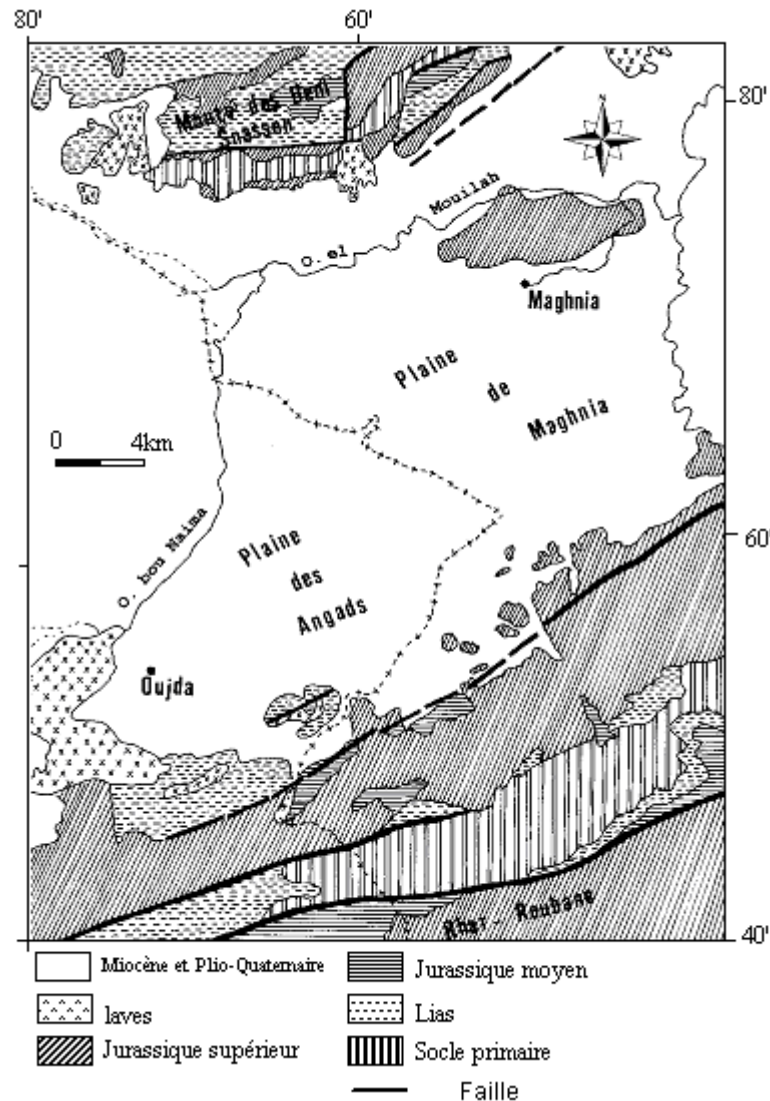 80'
60'
80'
Monts des Beni
Snassen
Mouilah
O. el
Maghnia
Plaine
de
Maghnia
0 4km
60'
O. bou Naima
Plaine
des
Angads
Oujda
Rhar - Roubane
40'
Miocène et Plio-Quaternaire
Jurassique moyen
laves
Lias
Jurassique supérieur
Socle primaire
Faille